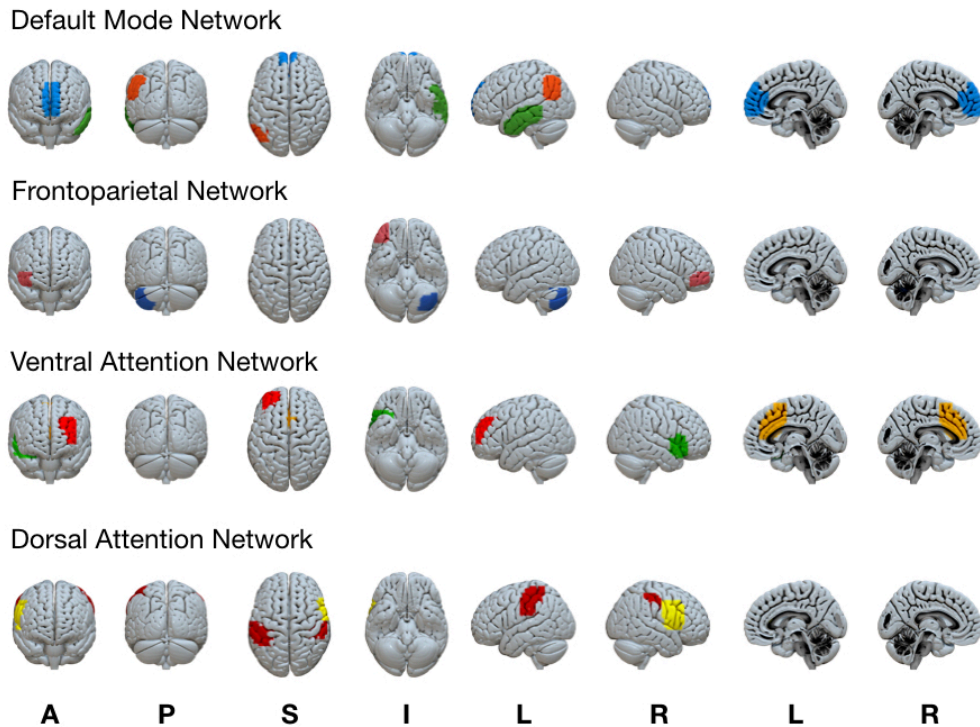 Default Mode Network
Frontoparietal Network
Ventral Attention Network
Dorsal Attention Network
A P S I L R L R